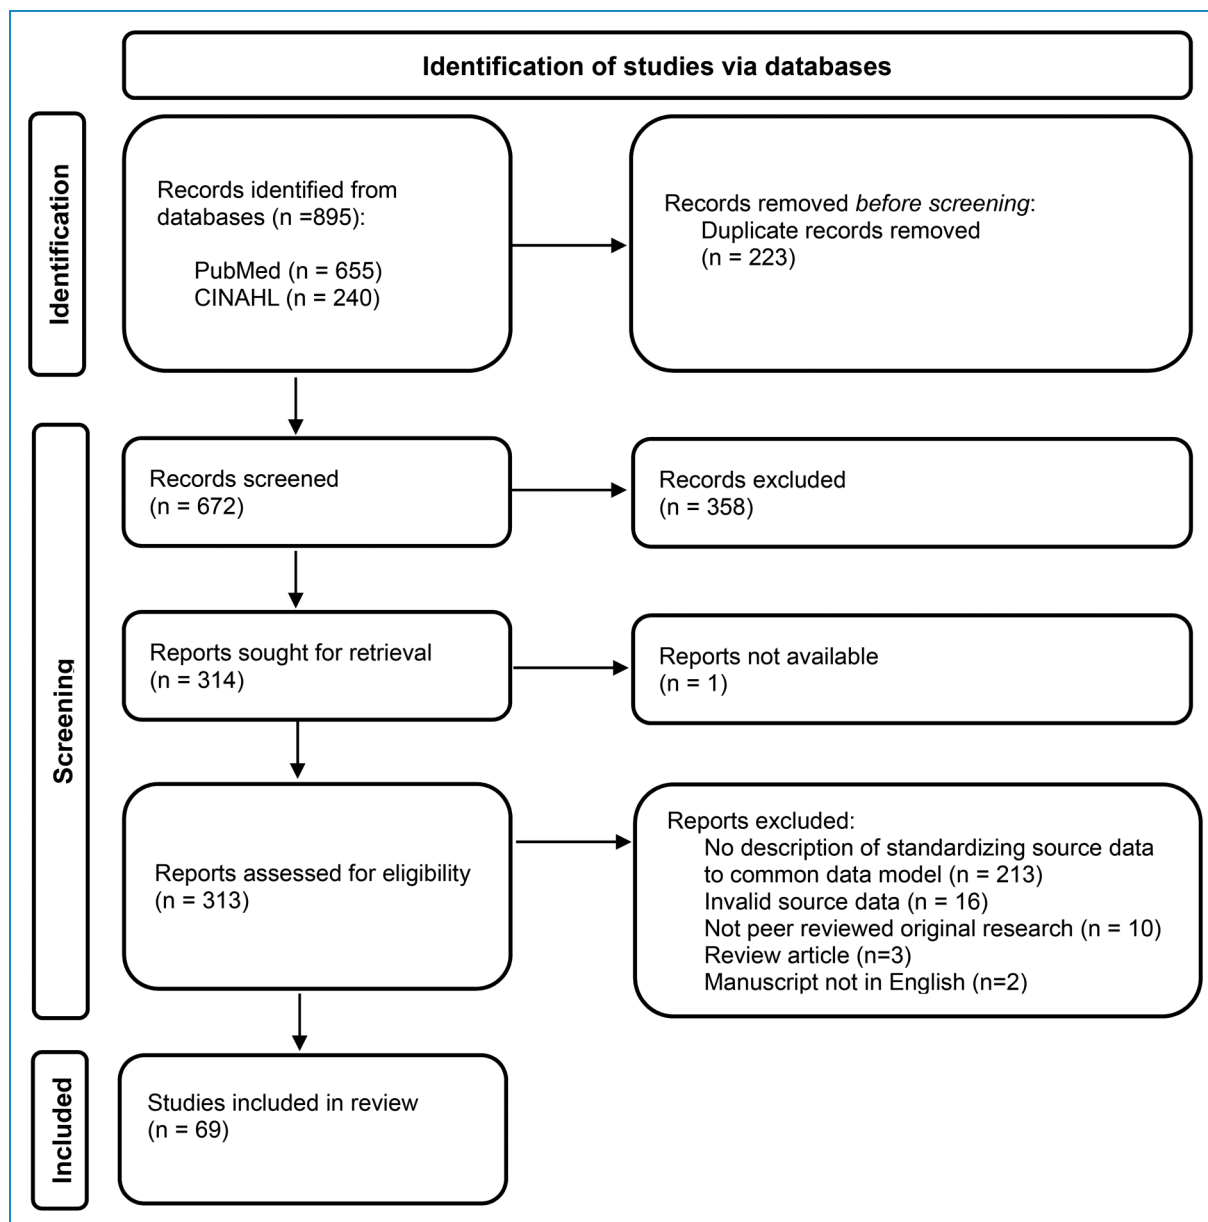 Identification of studies via databases
Identification
Records identified from
databases (n =895):
PubMed (n = 655)
CINAHL (n = 240)
Records removed before screening:
Duplicate records removed
(n = 223)
Screening
Records screened
(n = 672)
Records excluded
(n = 358)
Reports sought for retrieval
(n = 314)
Reports not available
(n = 1)
Reports assessed for eligibility
(n = 313)
Reports excluded:
No description of standardizing source data
to common data model (n = 213)
Invalid source data (n = 16)
Not peer reviewed original research (n = 10)
Review article (n=3)
Manuscript not in English (n=2)
Included
Studies included in review
(n = 69)